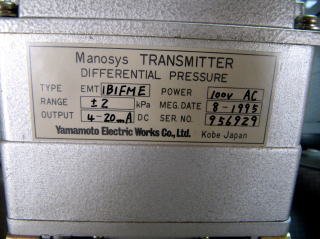 Manosys TRANSMITTER
DIFFERENTIAL PRESSURE
TYPE EMT1B1FME POWER 100V AC
RANGE ±2 kPa MEG.DATE 8-1995
OUTPUT 4-20mA DC SER.NO. 956929
Yamamoto Electric Works Co., Ltd. Kobe Japan